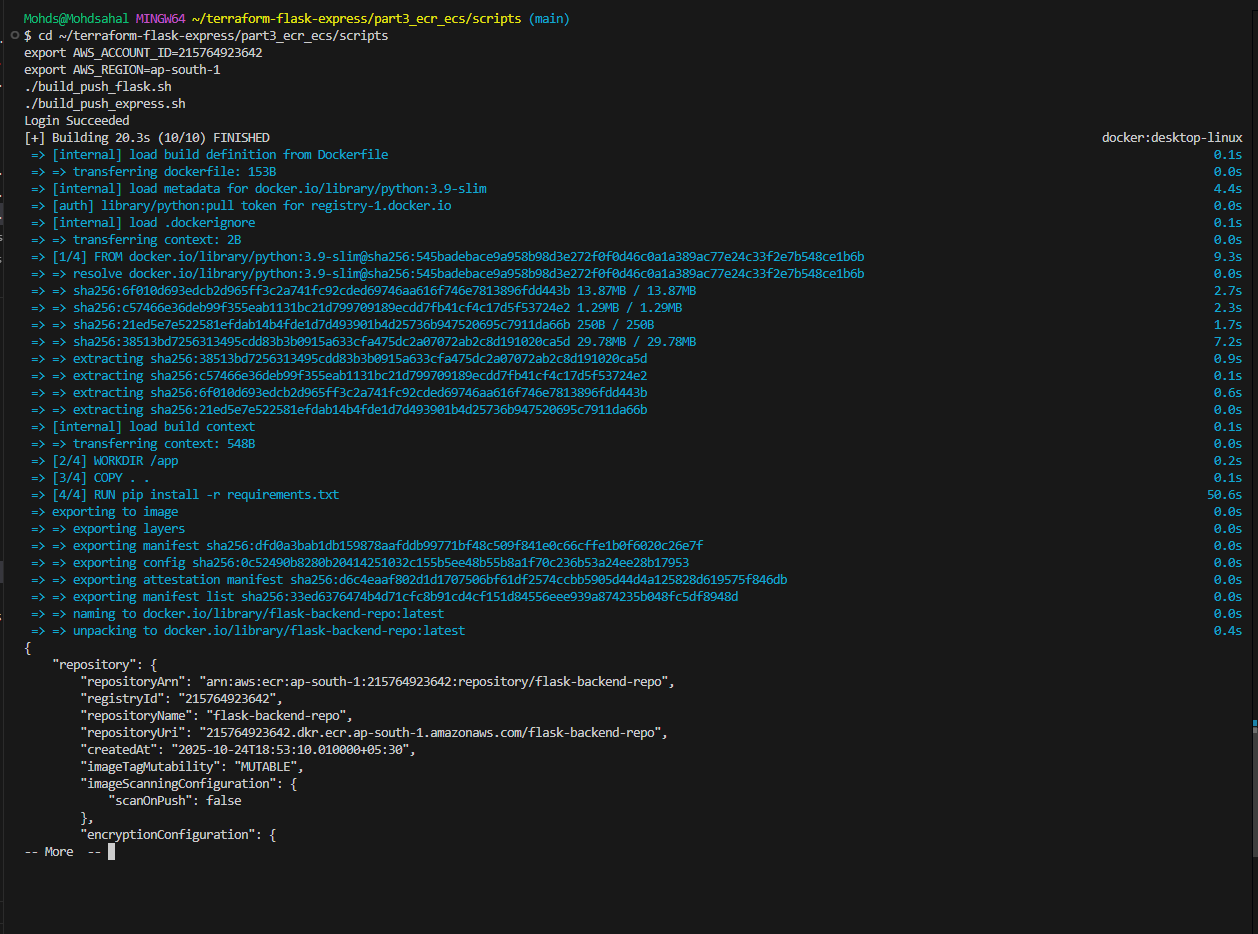 Mohds@Mohdsahal MINGW64 ~/terraform-flask-express/part3_ecr_ecs/scripts (main)
$ cd ~/terraform-flask-express/part3_ecr_ecs/scripts
export AWS_ACCOUNT_ID=215764923642
export AWS_REGION=ap-south-1
./build_push_flask.sh
./build_push_express.sh
Login Succeeded
[+] Building 20.3s (10/10) FINISHED docker:desktop-linux
=> [internal] load build definition from Dockerfile 0.1s
=> => transferring dockerfile: 153B 0.0s
=> [internal] load metadata for docker.io/library/python:3.9-slim 4.4s
=> [auth] library/python:pull token for registry-1.docker.io 0.0s
=> [internal] load .dockerignore 0.1s
=> => transferring context: 2B 0.0s
=> [1/4] FROM docker.io/library/python:3.9-slim@sha256:545badebace9a958b98d3e272f0f0d46c0a1a389ac77e24c33f2e7b548ce1b6b 9.3s
=> => resolve docker.io/library/python:3.9-slim@sha256:545badebace9a958b98d3e272f0f0d46c0a1a389ac77e24c33f2e7b548ce1b6b 0.0s
=> => sha256:6f010d693edcb2d965ff3c2a741fc92cded69746aa616f746e7813896fdd443b 13.87MB / 13.87MB 2.7s
=> => sha256:c57466e36deb99f355eab1131bc21d799709189ecdd7fb41cf4c17d5f53724e2 1.29MB / 1.29MB 2.3s
=> => sha256:21ed5e7e522581efdab14b4fde1d7d493901b4d25736b947520695c7911da66b 250B / 250B 1.7s
=> => sha256:38513bd7256313495cdd83b3b0915a633cfa475dc2a07072ab2c8d191020ca5d 29.78MB / 29.78MB 7.2s
=> => extracting sha256:38513bd7256313495cdd83b3b0915a633cfa475dc2a07072ab2c8d191020ca5d 0.9s
=> => extracting sha256:c57466e36deb99f355eab1131bc21d799709189ecdd7fb41cf4c17d5f53724e2 0.1s
=> => extracting sha256:6f010d693edcb2d965ff3c2a741fc92cded69746aa616f746e7813896fdd443b 0.6s
=> => extracting sha256:21ed5e7e522581efdab14b4fde1d7d493901b4d25736b947520695c7911da66b 0.0s
=> [internal] load build context 0.1s
=> => transferring context: 548B 0.0s
=> [2/4] WORKDIR /app 0.2s
=> [3/4] COPY . . 0.1s
=> [4/4] RUN pip install -r requirements.txt 50.6s
=> exporting to image 0.0s
=> => exporting layers 0.0s
=> => exporting manifest sha256:dfd0a3bab1db159878aafddb99771bf48c509f841e0c66cffe1b0f6020c26e7f 0.0s
=> => exporting config sha256:0c52490b8280b20414251032c155b5ee48b55b8a1f70c236b53a24ee28b17953 0.0s
=> => exporting attestation manifest sha256:d6c4eaaf802d1d1707506bf61df2574ccbb5905d44d4a125828d619575f846db 0.0s
=> => exporting manifest list sha256:33ed6376474b4d71cfc8b91cd4cf151d84556eee939a874235b048fc5df8948d 0.0s
=> => naming to docker.io/library/flask-backend-repo:latest 0.0s
=> => unpacking to docker.io/library/flask-backend-repo:latest 0.4s
{
    "repository": {
        "repositoryArn": "arn:aws:ecr:ap-south-1:215764923642:repository/flask-backend-repo",
        "registryId": "215764923642",
        "repositoryName": "flask-backend-repo",
        "repositoryUri": "215764923642.dkr.ecr.ap-south-1.amazonaws.com/flask-backend-repo",
        "createdAt": "2025-10-24T18:53:10.010000+05:30",
        "imageTagMutability": "MUTABLE",
        "imageScanningConfiguration": {
            "scanOnPush": false
        },
        "encryptionConfiguration": {
-- More  --